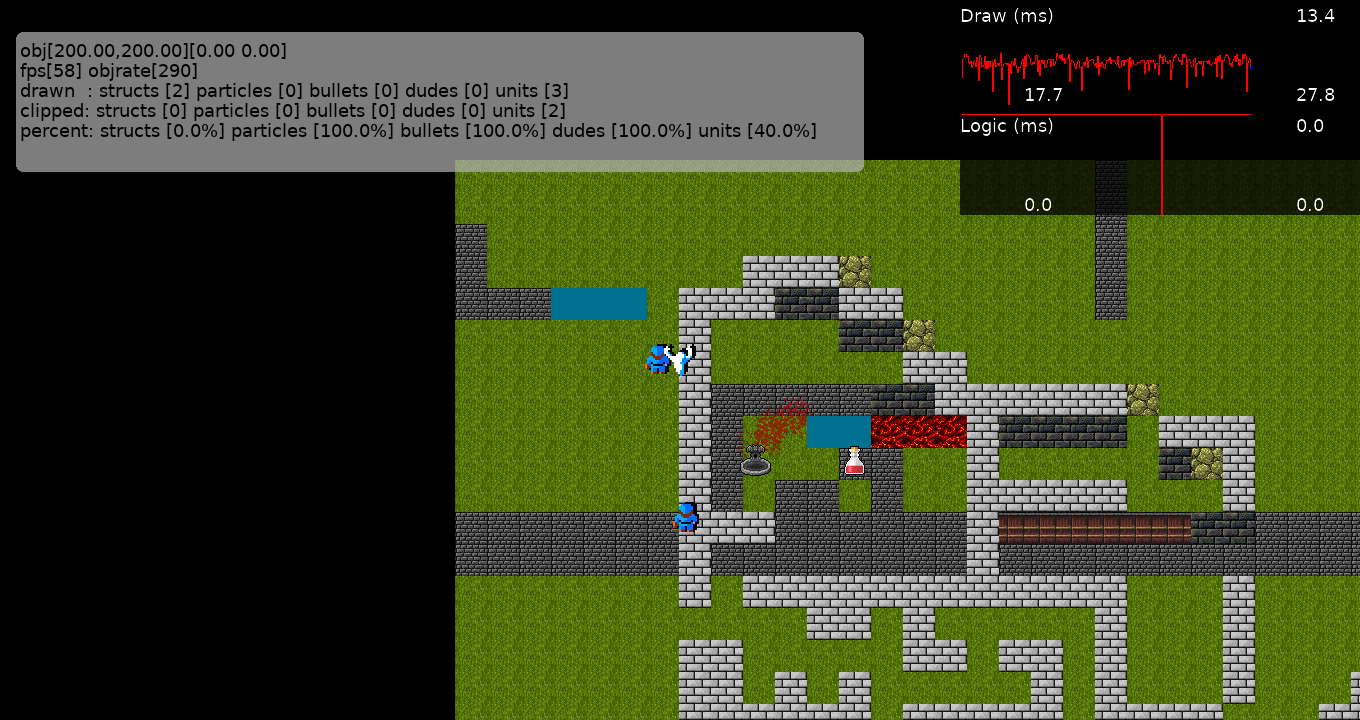 obj[200.00,200.00][0.00 0.00]
fps[58] objrate[290]
drawn  : structs [2] particles [0] bullets [0] dudes [0] units [3]
clipped: structs [0] particles [0] bullets [0] dudes [0] units [2]
percent: structs [0.0%] particles [100.0%] bullets [100.0%] dudes [100.0%] units [40.0%]
Draw (ms) 13.4
17.7 27.8
Logic (ms) 0.0
0.0 0.0